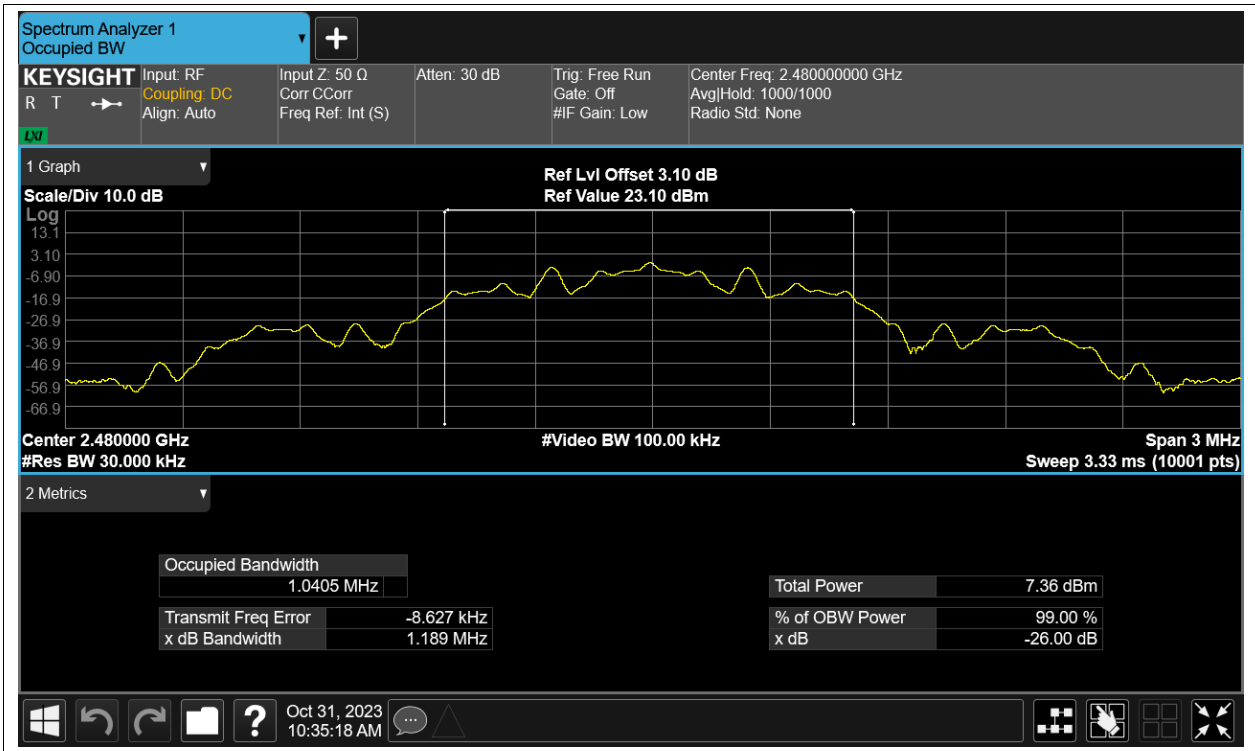 Spectrum Analyzer 1
Occupied BW
KEYSIGHT
R T
LXI
Input: RF
Coupling: DC
Align: Auto
Input Z: 50 Ω
Corr CCorr
Freq Ref: Int (S)
Atten: 30 dB
Trig: Free Run
Gate: Off
#IF Gain: Low
Center Freq: 2.480000000 GHz
Avg|Hold: 1000/1000
Radio Std: None
1 Graph
Scale/Div 10.0 dB
Ref Lvl Offset 3.10 dB
Ref Value 23.10 dBm
Log
13.1
3.10
-6.90
-16.9
-26.9
-36.9
-46.9
-56.9
-66.9
Center 2.480000 GHz
#Res BW 30.000 kHz
#Video BW 100.00 kHz
Span 3 MHz
Sweep 3.33 ms (10001 pts)
2 Metrics
Occupied Bandwidth
1.0405 MHz
Transmit Freq Error -8.627 kHz
x dB Bandwidth 1.189 MHz
Total Power 7.36 dBm
% of OBW Power 99.00 %
x dB -26.00 dB
?
Oct 31, 2023
10:35:18 AM